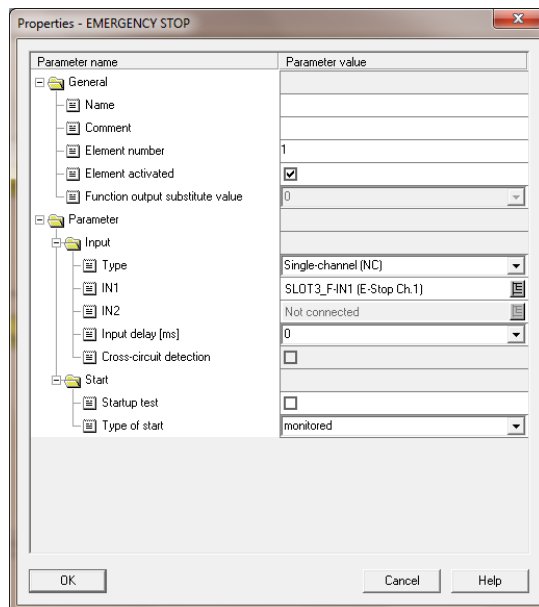 Properties - EMERGENCY STOP
Parameter name Parameter value
General
Name
Comment
Element number 1
Element activated
Function output substitute value 0
Parameter
Input
Type Single-channel (NC)
IN1 SLOT3_F-IN1 (E-Stop Ch.1)
IN2 Not connected
Input delay [ms] 0
Cross-circuit detection
Start
Startup test
Type of start monitored
OK Cancel Help